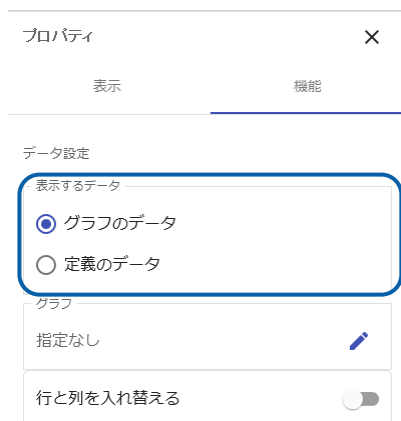 プロパティ
表示
機能
データ設定
表示するデータ
グラフのデータ
定義のデータ
グラフ
指定なし
行と列を入れ替える